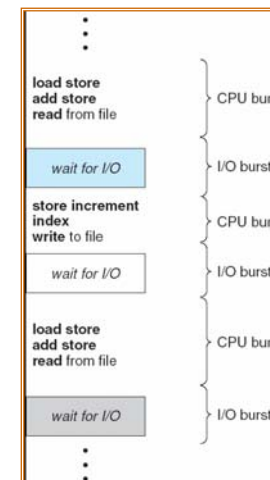 load store
add store
read from file
CPU bur
wait for I/O
I/O burst
store increment
index
write to file
CPU bur
wait for I/O
I/O burst
load store
add store
read from file
CPU bur
wait for I/O
I/O burst